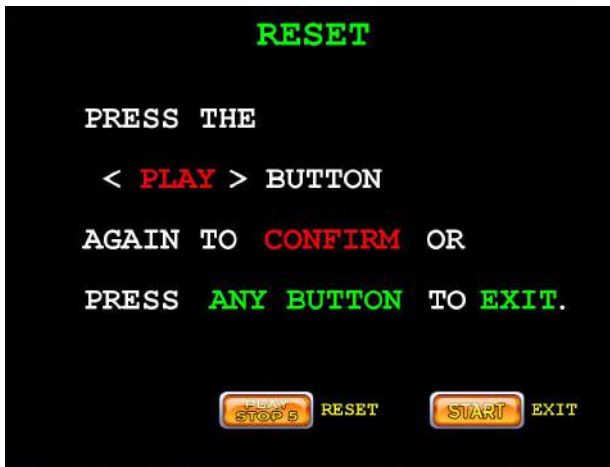 RESET
PRESS THE
< PLAY > BUTTON
AGAIN TO CONFIRM OR
PRESS ANY BUTTON TO EXIT.
PLAY
STOP 5 RESET START EXIT